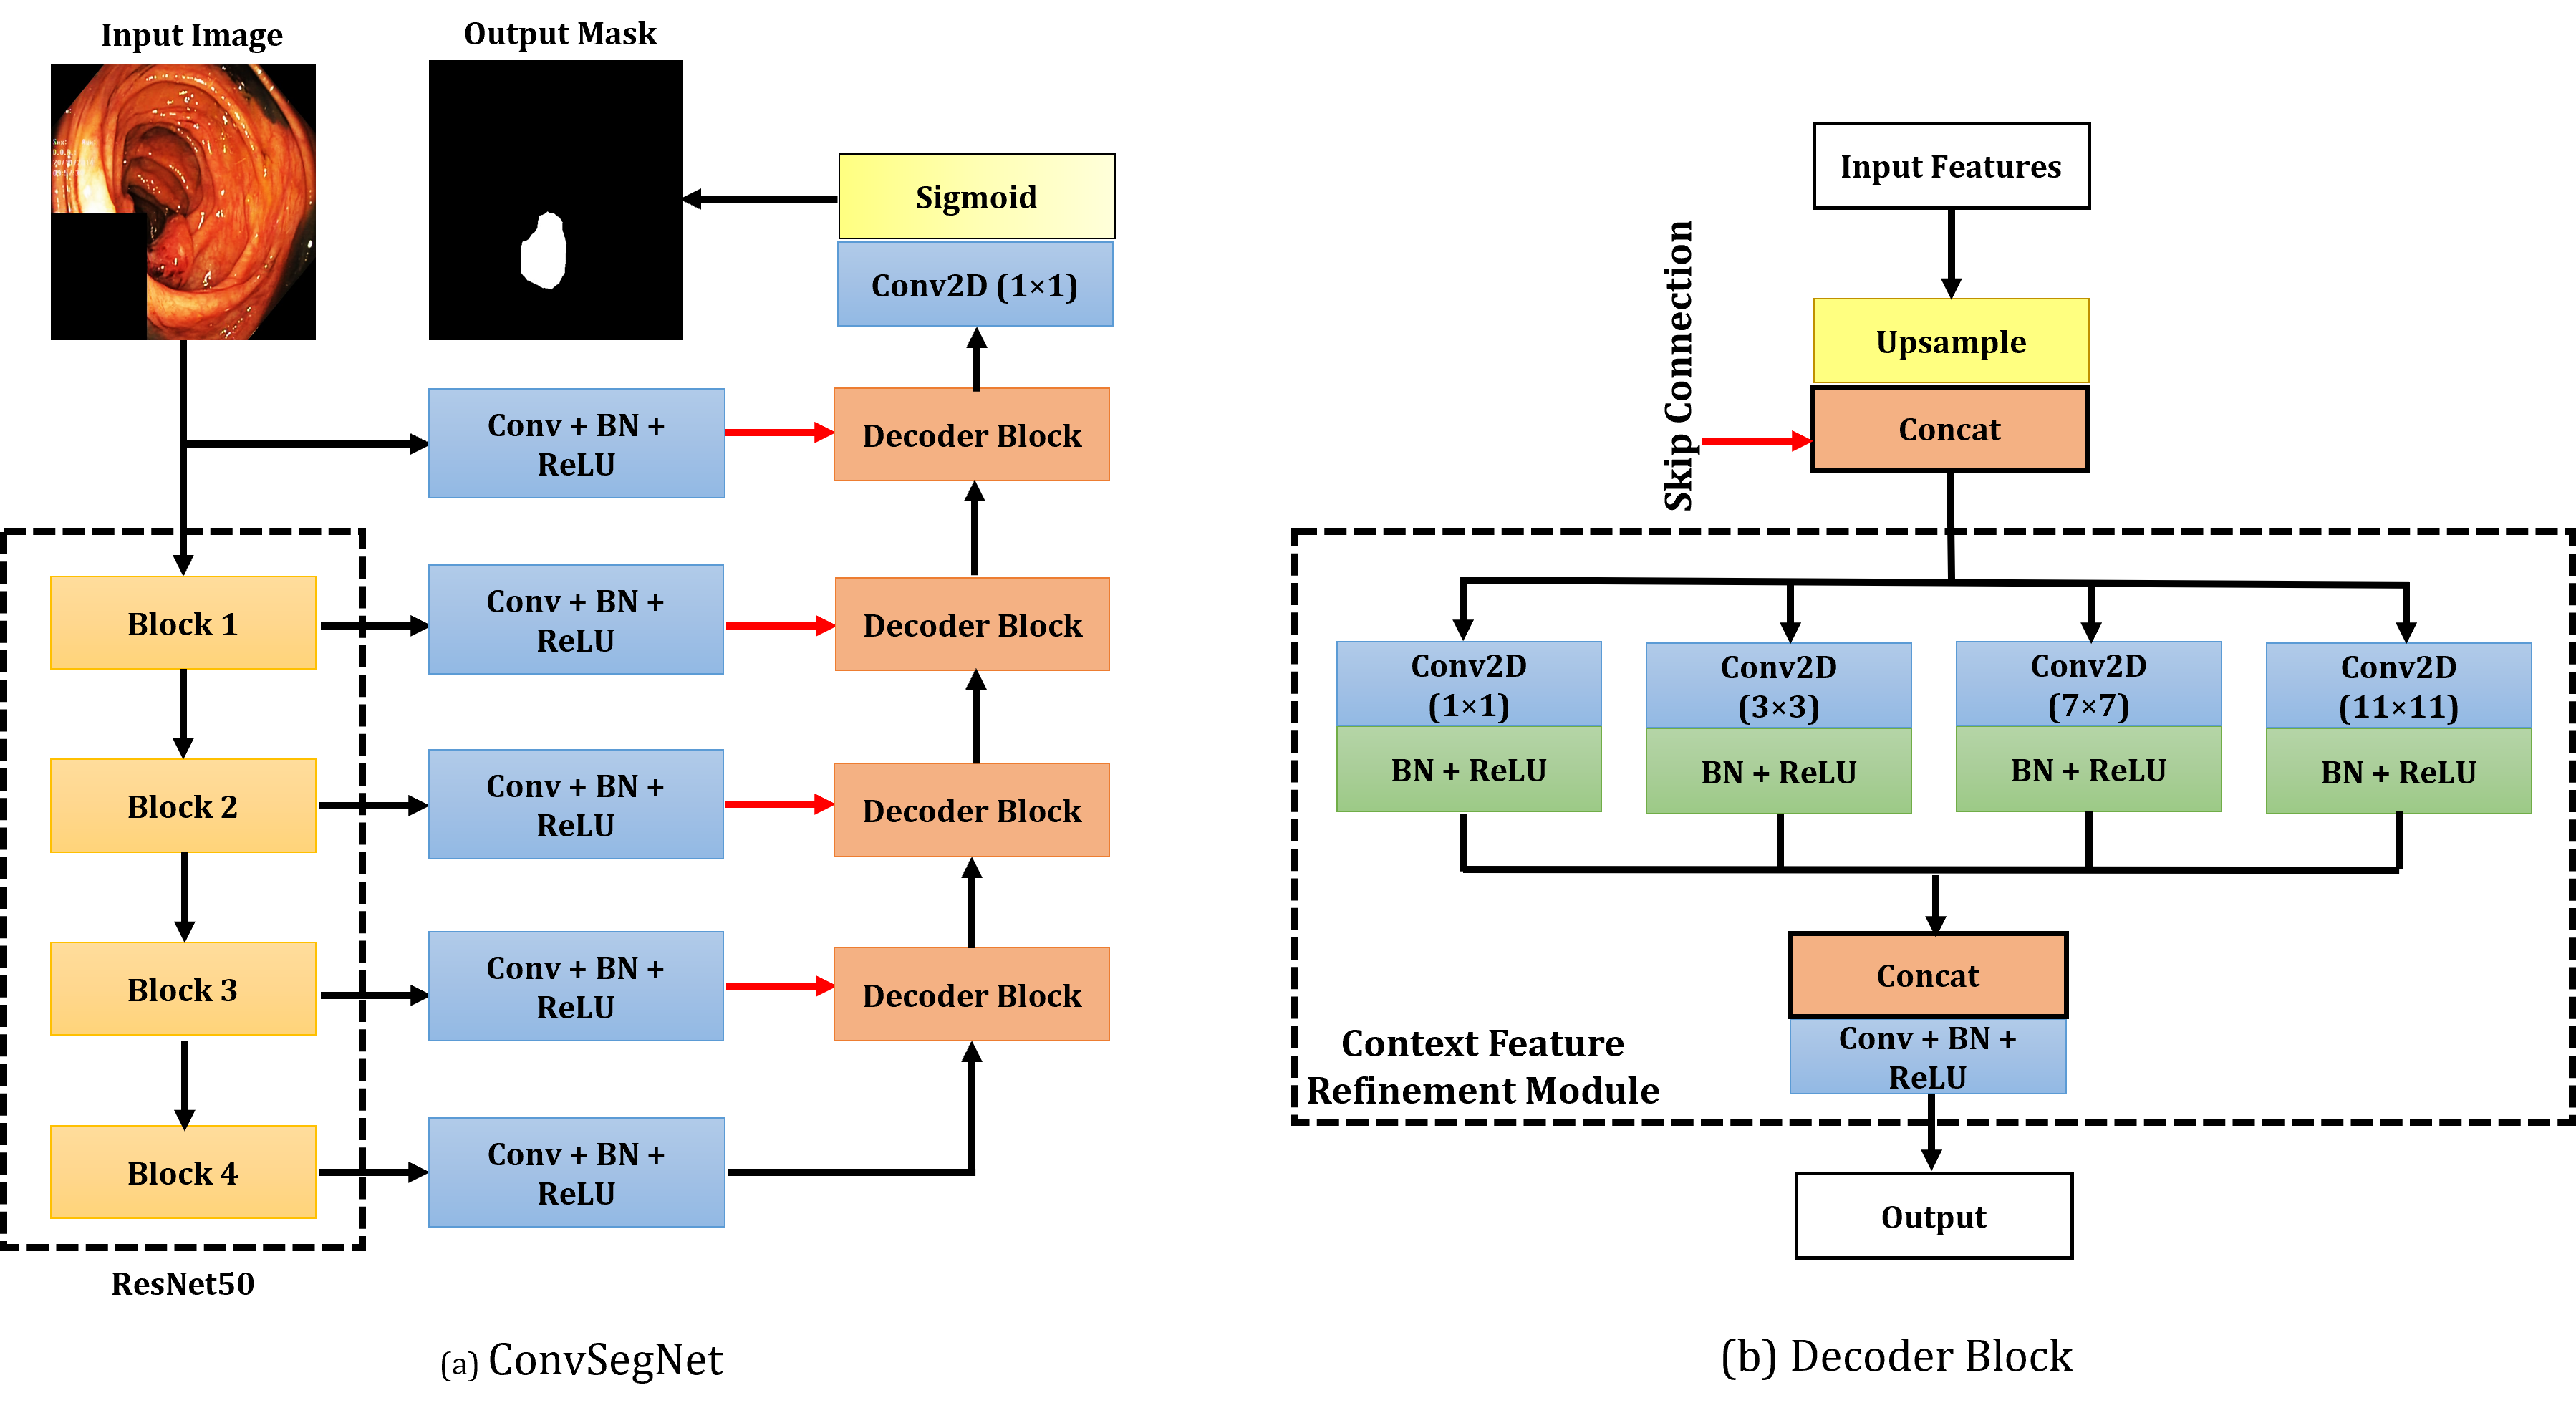 Input Image
Output Mask
Sigmoid
Conv2D (1×1)
Conv + BN +
ReLU
Decoder Block
Block 1
Conv + BN +
ReLU
Decoder Block
Block 2
Conv + BN +
ReLU
Decoder Block
Block 3
Conv + BN +
ReLU
Decoder Block
Block 4
Conv + BN +
ReLU
ResNet50
(a) ConvSegNet
Input Features
Upsample
Skip Connection
Concat
Conv2D
(1×1)
BN + ReLU
Conv2D
(3×3)
BN + ReLU
Conv2D
(7×7)
BN + ReLU
Conv2D
(11×11)
BN + ReLU
Concat
Conv + BN +
ReLU
Context Feature
Refinement Module
Output
(b) Decoder Block